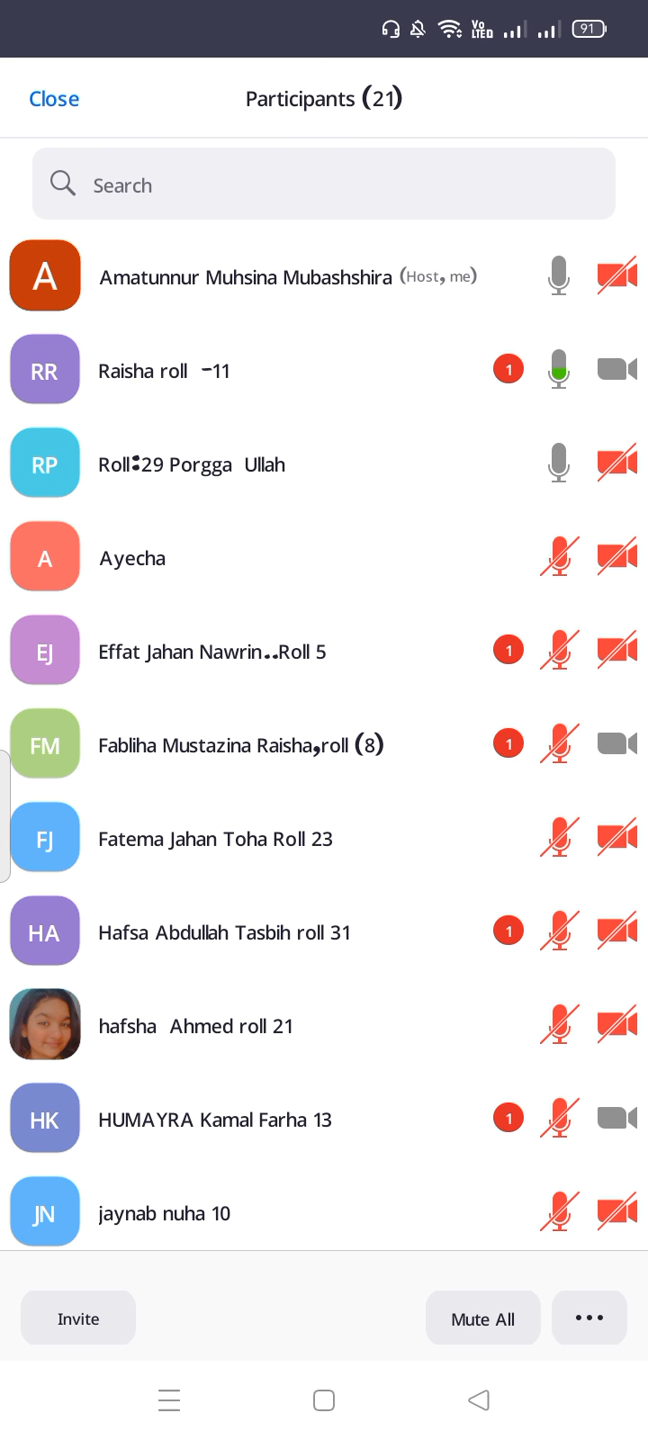 Vo
LTED
91
Close
Participants (21)
Search
A
Amatunnur Muhsina Mubashshira (Host, me)
RR
Raisha roll -11
1
RP
Roll:29 Porgga Ullah
A
Ayecha
EJ
Effat Jahan Nawrin..Roll 5
1
FM
Fabliha Mustazina Raisha,roll (8)
1
FJ
Fatema Jahan Toha Roll 23
HA
Hafsa Abdullah Tasbih roll 31
1
hafsha Ahmed roll 21
HK
HUMAYRA Kamal Farha 13
1
JN
jaynab nuha 10
Invite
Mute All